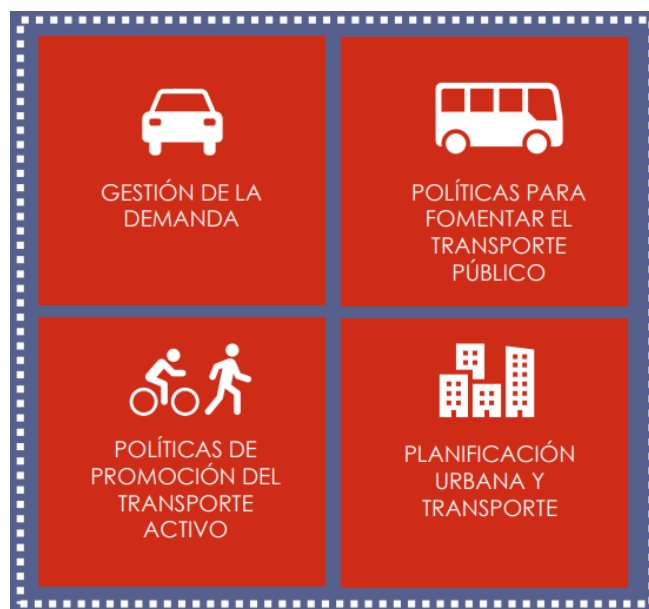 GESTIÓN DE LA
DEMANDA
POLÍTICAS PARA
FOMENTAR EL
TRANSPORTE
PÚBLICO
POLÍTICAS DE
PROMOCIÓN DEL
TRANSPORTE
ACTIVO
PLANIFICACIÓN
URBANA Y
TRANSPORTE